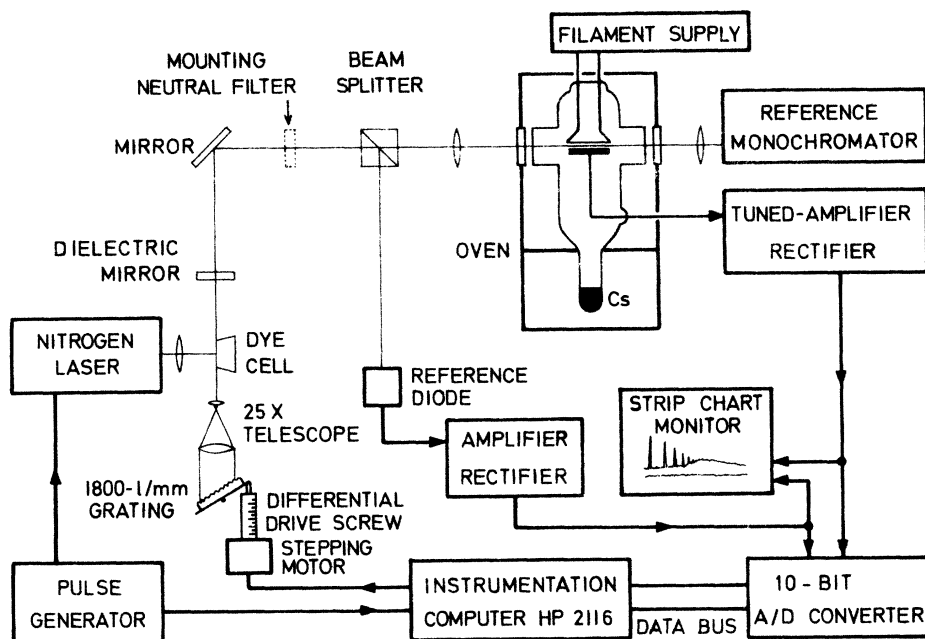 FILAMENT SUPPLY
MOUNTING
NEUTRAL FILTER
BEAM
SPLITTER
MIRROR
REFERENCE
MONOCHROMATOR
TUNED-AMPLIFIER
RECTIFIER
DIELECTRIC
MIRROR
OVEN
Cs
NITROGEN
LASER
DYE
CELL
REFERENCE
DIODE
25 X
TELESCOPE
STRIP CHART
MONITOR
AMPLIFIER
RECTIFIER
1800-l/mm
GRATING
DIFFERENTIAL
DRIVE SCREW
STEPPING
MOTOR
PULSE
GENERATOR
INSTRUMENTATION
COMPUTER HP 2116
DATA BUS
10-BIT
A/D CONVERTER